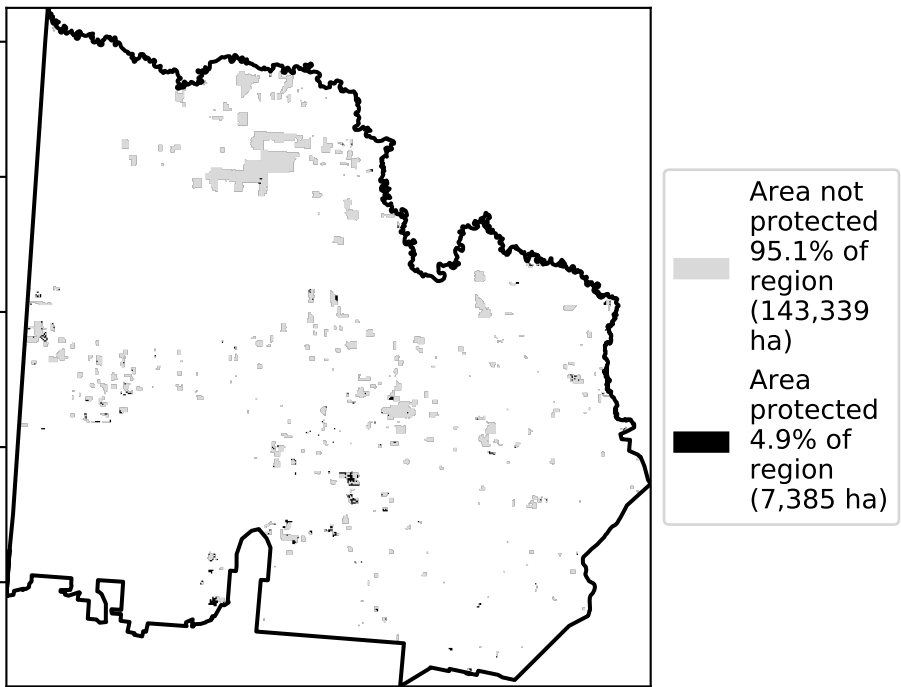 Area not
protected
95.1% of
region
(143,339
ha)
Area
protected
4.9% of
region
(7,385 ha)